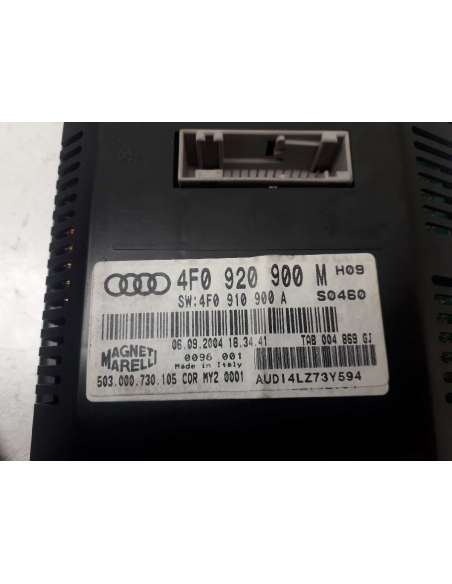 4F0 920 900 M H09
SW:4F0 910 900 A S0460
06.09.2004 18.34.41 TAB 004 869 GJ
MAGNETI MARELLI
0096 001
Made in Italy
503.000.730.105 COR MY2 0001 AUDI4LZ73Y594